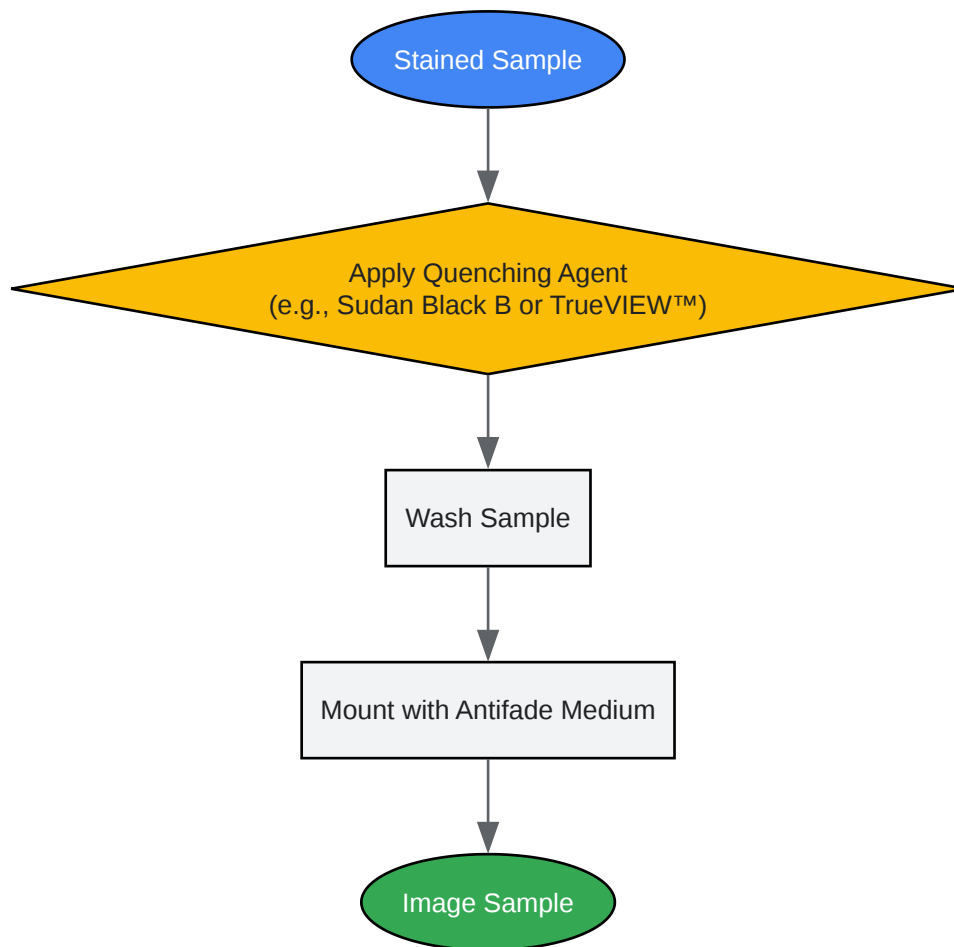 Stained Sample
Apply Quenching Agent
(e.g., Sudan Black B or TrueVIEW™)
Wash Sample
Mount with Antifade Medium
Image Sample